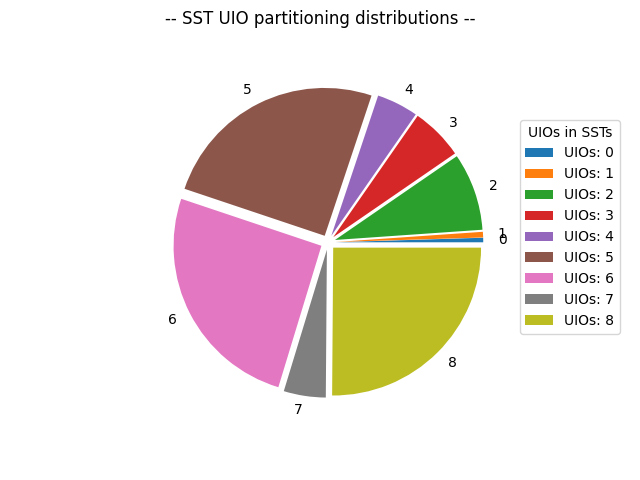 -- SST UIO partitioning distributions --
5
4
3
2
1
0
6
7
8
UIOs in SSTs
UIOs: 0
UIOs: 1
UIOs: 2
UIOs: 3
UIOs: 4
UIOs: 5
UIOs: 6
UIOs: 7
UIOs: 8